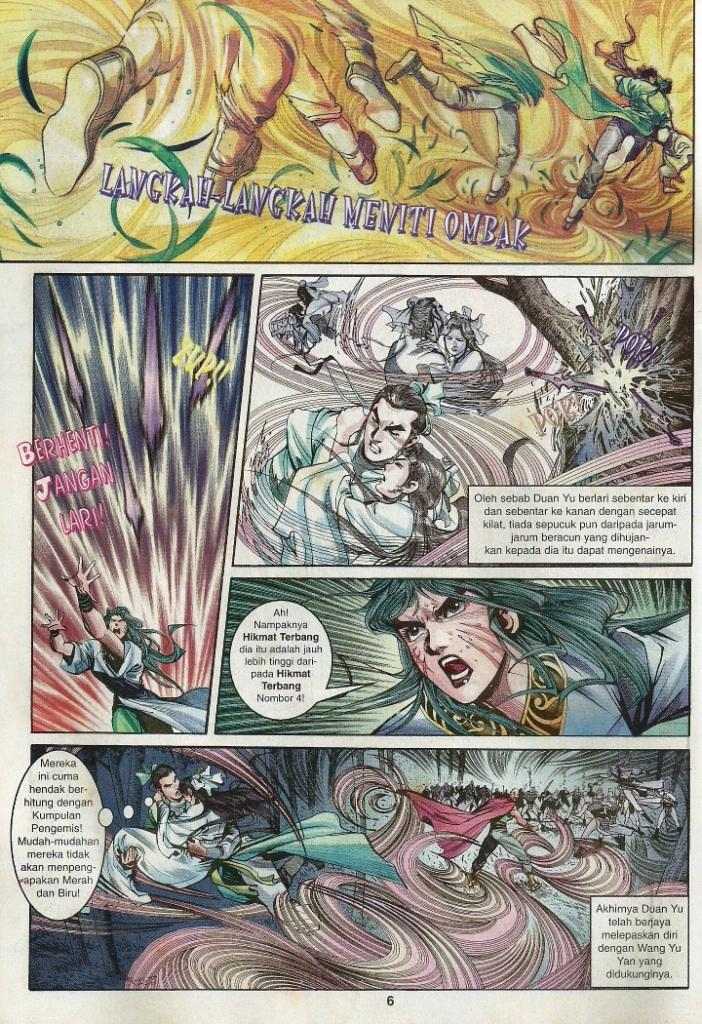 LANGKAH-LANGKAH MENITI OMBAK
ZUP!!
BERHENTI!
JANGAN
LARI!!
POK!
Oleh sebab Duan Yu berlari sebentar ke kiri
dan sebentar ke kanan dengan secepat
kilat, tiada sepucuk pun daripada jarum-
jarum beracun yang dihujan-
kan kepada dia itu dapat mengenainya.
Ah!
Nampaknya
Hikmat Terbang
dia itu adalah jauh
lebih tinggi dari-
pada Hikmat
Terbang
Nombor 4!
Mereka
ini cuma
hendak ber-
hitung dengan
Kumpulan
Pengemis!
Mudah-mudahan
mereka tidak
akan menpeng-
apakan Merah
dan Biru!
Akhirnya Duan Yu
telah berjaya
melepaskan diri
dengan Wang Yu
Yan yang
didukunginya.
6